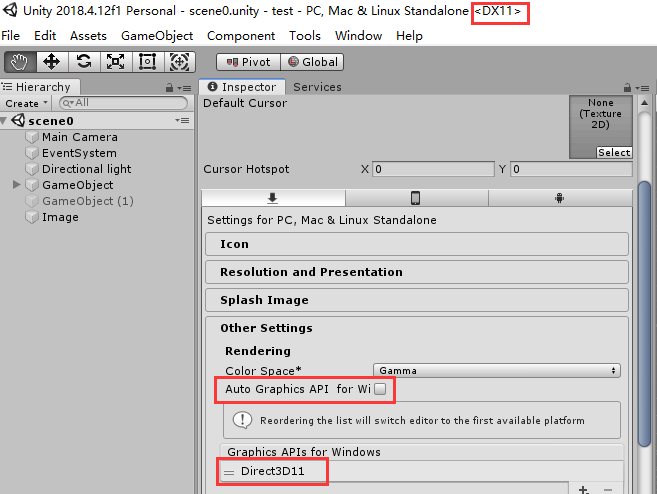 Unity 2018.4.12f1 Personal - scene0.unity - test - PC, Mac & Linux Standalone <DX11>
File Edit Assets GameObject Component Tools Window Help
Pivot Global
Hierarchy
Create All
scene0
Main Camera
EventSystem
Directional light
GameObject
GameObject (1)
Image
Inspector Services
Default Cursor
None
(Texture
2D)
Select
Cursor Hotspot X 0 Y 0
Settings for PC, Mac & Linux Standalone
Icon
Resolution and Presentation
Splash Image
Other Settings
Rendering
Color Space* Gamma
Auto Graphics API for Wi
Reordering the list will switch editor to the first available platform
Graphics APIs for Windows
Direct3D11